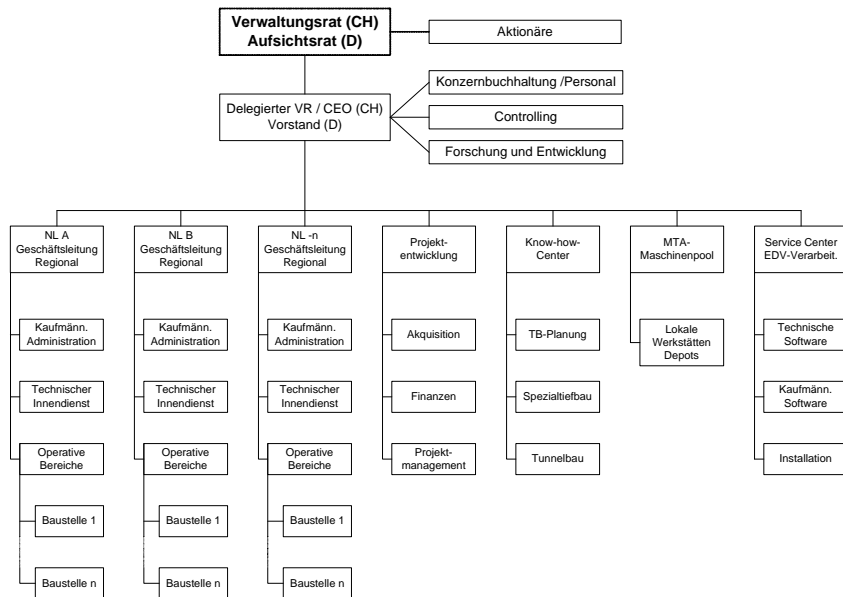 Verwaltungsrat (CH)
Aufsichtsrat (D)
Aktionäre
Delegierter VR / CEO (CH)
Vorstand (D)
Konzernbuchhaltung /Personal
Controlling
Forschung und Entwicklung
NL A
Geschäftsleitung
Regional
NL B
Geschäftsleitung
Regional
NL -n
Geschäftsleitung
Regional
Projekt-
entwicklung
Know-how-
Center
MTA-
Maschinenpool
Service Center
EDV-Verarbeit.
Kaufmänn.
Administration
Kaufmänn.
Administration
Kaufmänn.
Administration
Akquisition
TB-Planung
Lokale
Werkstätten
Depots
Technische
Software
Technischer
Innendienst
Technischer
Innendienst
Technischer
Innendienst
Finanzen
Spezialtiefbau
Kaufmänn.
Software
Operative
Bereiche
Operative
Bereiche
Operative
Bereiche
Projekt-
management
Tunnelbau
Installation
Baustelle 1
Baustelle 1
Baustelle 1
Baustelle n
Baustelle n
Baustelle n